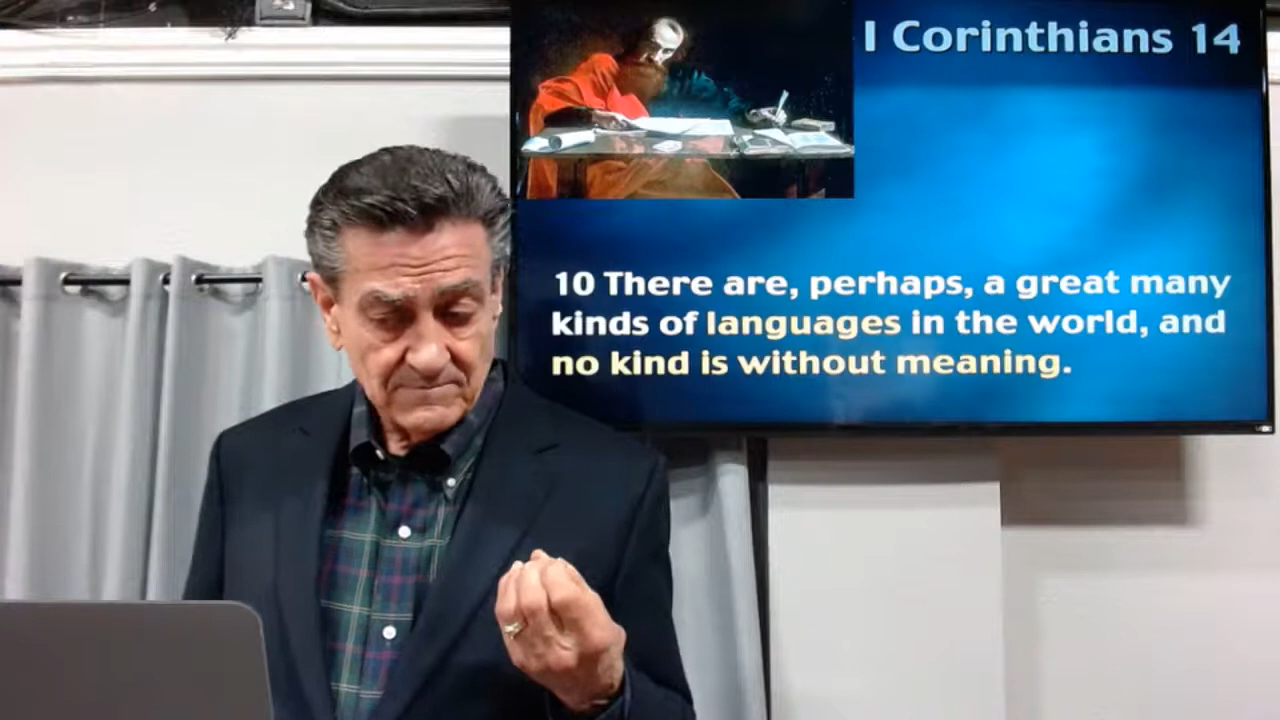 I Corinthians 14
10 There are, perhaps, a great many
kinds of languages in the world, and
no kind is without meaning.